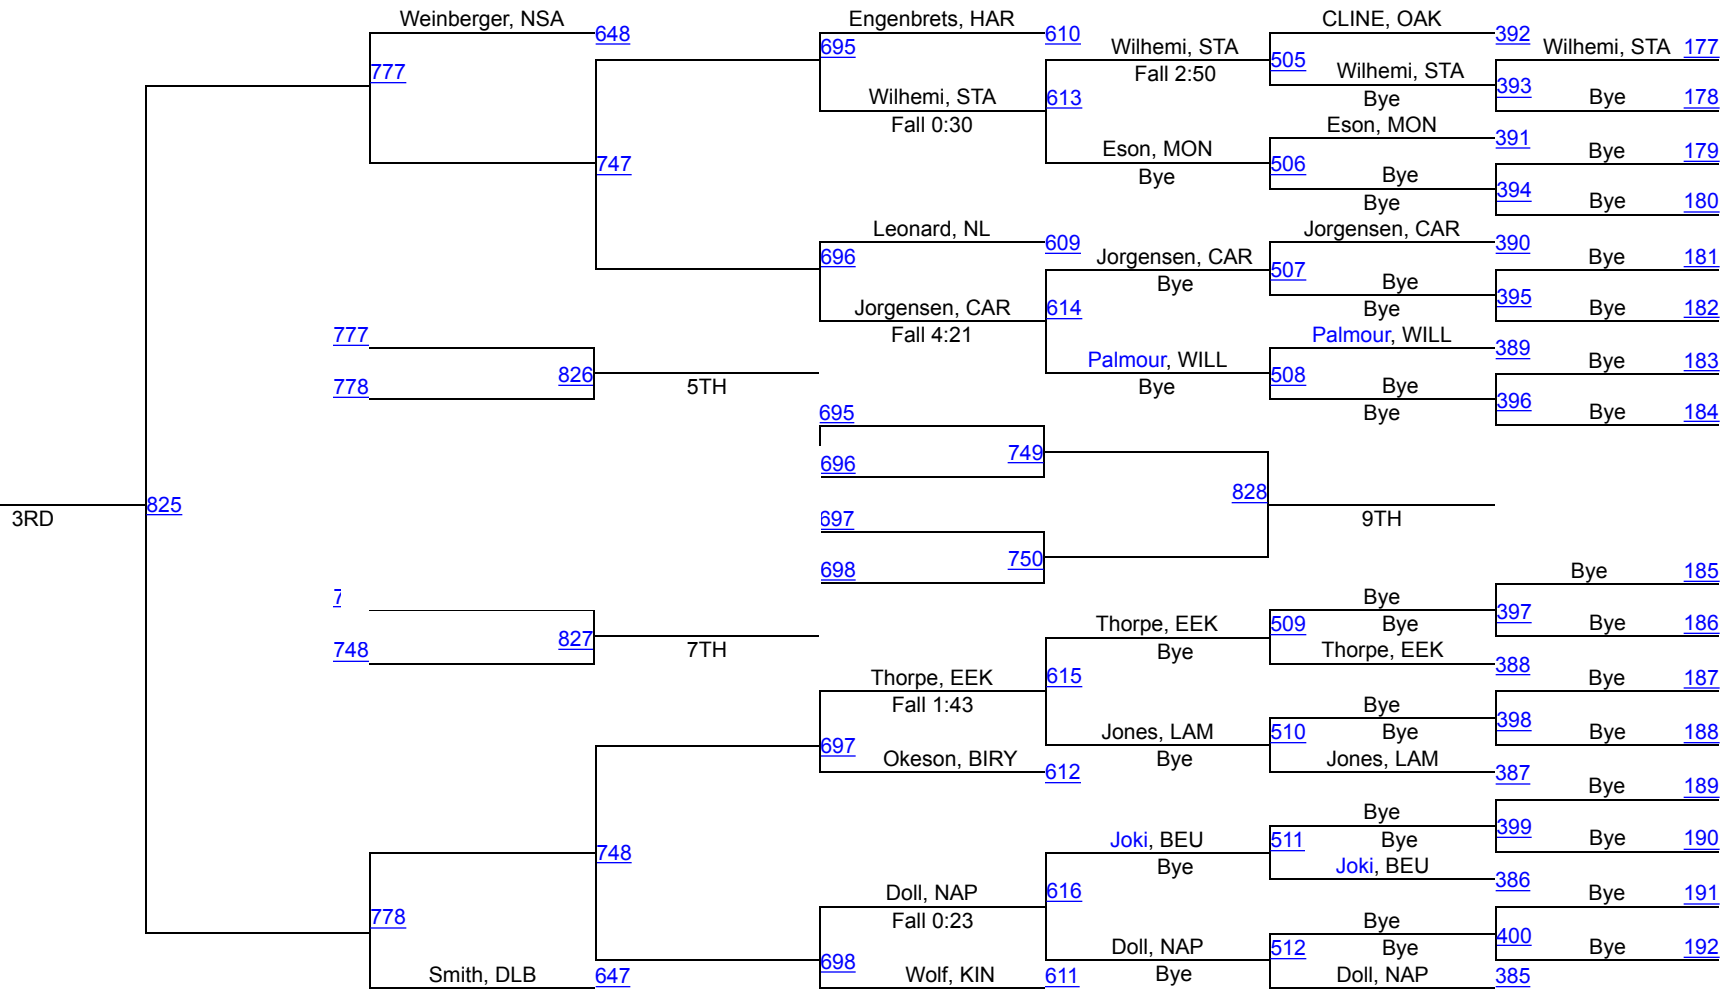 Weinberger, NSA 648 Engenbrets, HAR 610 CLINE, OAK 392
695 Wilhemi, STA Wilhemi, STA 177
777 505 Wilhemi, STA
Fall 2:50
Wilhemi, STA 613 393 Bye 178
Bye
Fall 0:30 Eson, MON 391
Eson, MON Bye 179
747 506 Bye
Bye 394
Bye Bye 180
Leonard, NL 609 Jorgensen, CAR 390
696 Jorgensen, CAR Bye 181
507 Bye
Bye 395
Jorgensen, CAR 614 Bye Bye 182
777 Fall 4:21 Palmour, WILL 389
Palmour, WILL Bye 183
826 508 Bye
778 5TH Bye 396
695 Bye Bye 184
749
696
828
825
3RD 697 9TH
750
698 Bye 185
7 Bye 397
Thorpe, EEK 509 Bye Bye 186
827
748 7TH Bye Thorpe, EEK 388
Thorpe, EEK 615 Bye 187
Fall 1:43 Bye 398
Jones, LAM 510 Bye Bye 188
697 Okeson, BIRY 612 Bye Jones, LAM 387
Bye 189
Bye 399
Joki, BEU 511 Bye Bye 190
748 Bye Joki, BEU 386
Doll, NAP 616 Bye 191
778 Fall 0:23 Bye 400
Doll, NAP 512 Bye Bye 192
698
Smith, DLB 647 Wolf, KIN 611 Bye Doll, NAP 385